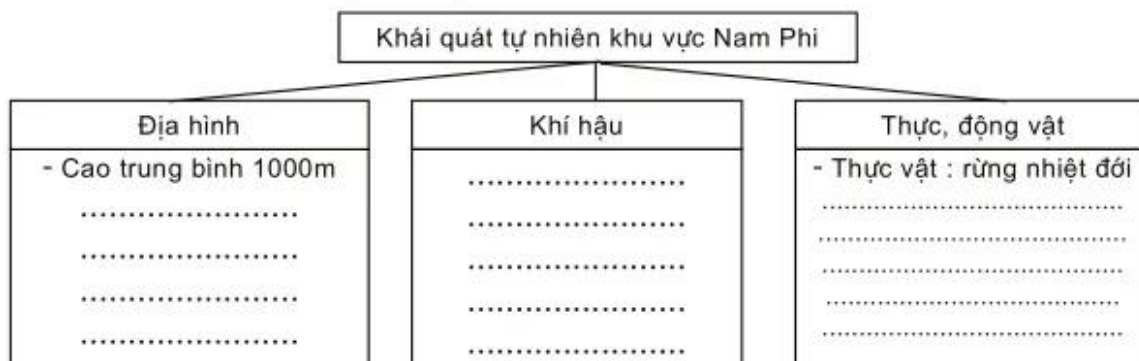 Khái quát tự nhiên khu vực Nam Phi
Địa hình
- Cao trung bình 1000m
........................
........................
........................
........................
Khí hậu
........................
........................
........................
........................
........................
Thực, động vật
- Thực vật : rừng nhiệt đới
........................................
........................................
........................................
........................................
........................................